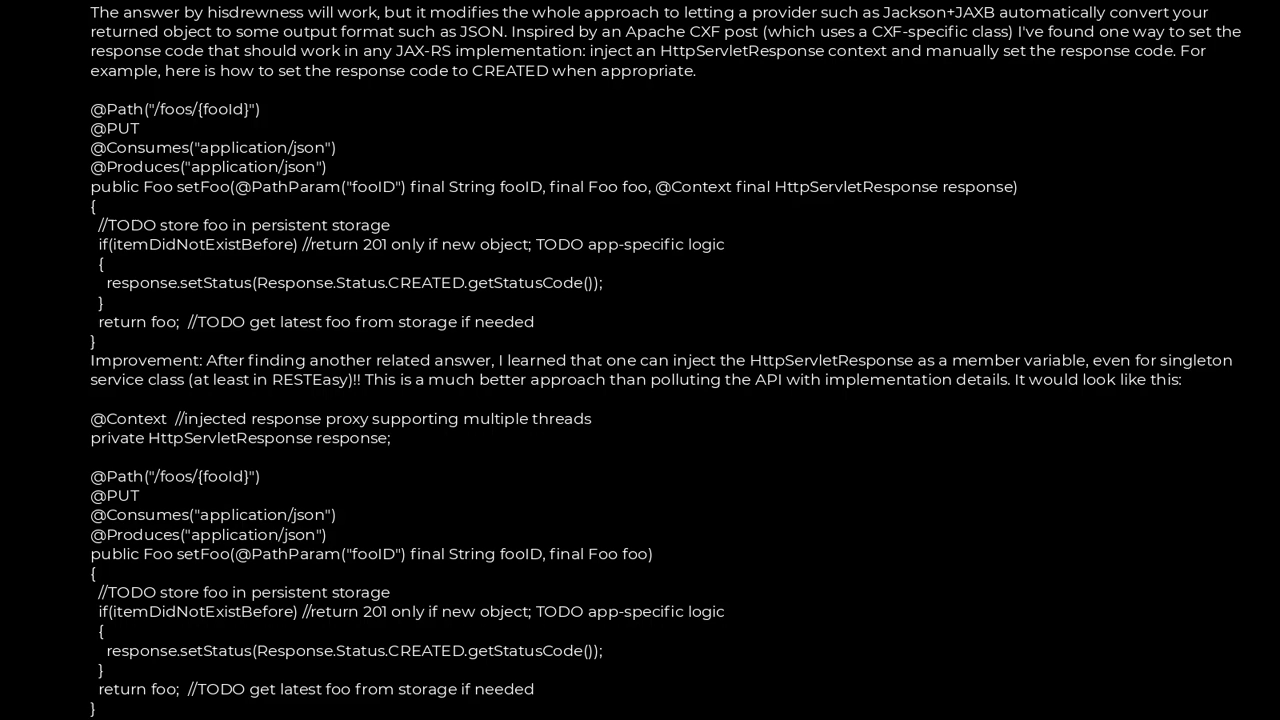 The answer by hisdrewness will work, but it modifies the whole approach to letting a provider such as Jackson+JAXB automatically convert your
returned object to some output format such as JSON. Inspired by an Apache CXF post (which uses a CXF-specific class) I've found one way to set the
response code that should work in any JAX-RS implementation: inject an HttpServletResponse context and manually set the response code. For
example, here is how to set the response code to CREATED when appropriate.

@Path("/foos/{fooId}")
@PUT
@Consumes("application/json")
@Produces("application/json")
public Foo setFoo(@PathParam("fooID") final String fooID, final Foo foo, @Context final HttpServletResponse response)
{
  //TODO store foo in persistent storage
  if(itemDidNotExistBefore) //return 201 only if new object; TODO app-specific logic
  {
    response.setStatus(Response.Status.CREATED.getStatusCode());
  }
  return foo;  //TODO get latest foo from storage if needed
}
Improvement: After finding another related answer, I learned that one can inject the HttpServletResponse as a member variable, even for singleton
service class (at least in RESTEasy)!! This is a much better approach than polluting the API with implementation details. It would look like this:

@Context  //injected response proxy supporting multiple threads
private HttpServletResponse response;

@Path("/foos/{fooId}")
@PUT
@Consumes("application/json")
@Produces("application/json")
public Foo setFoo(@PathParam("fooID") final String fooID, final Foo foo)
{
  //TODO store foo in persistent storage
  if(itemDidNotExistBefore) //return 201 only if new object; TODO app-specific logic
  {
    response.setStatus(Response.Status.CREATED.getStatusCode());
  }
  return foo;  //TODO get latest foo from storage if needed
}